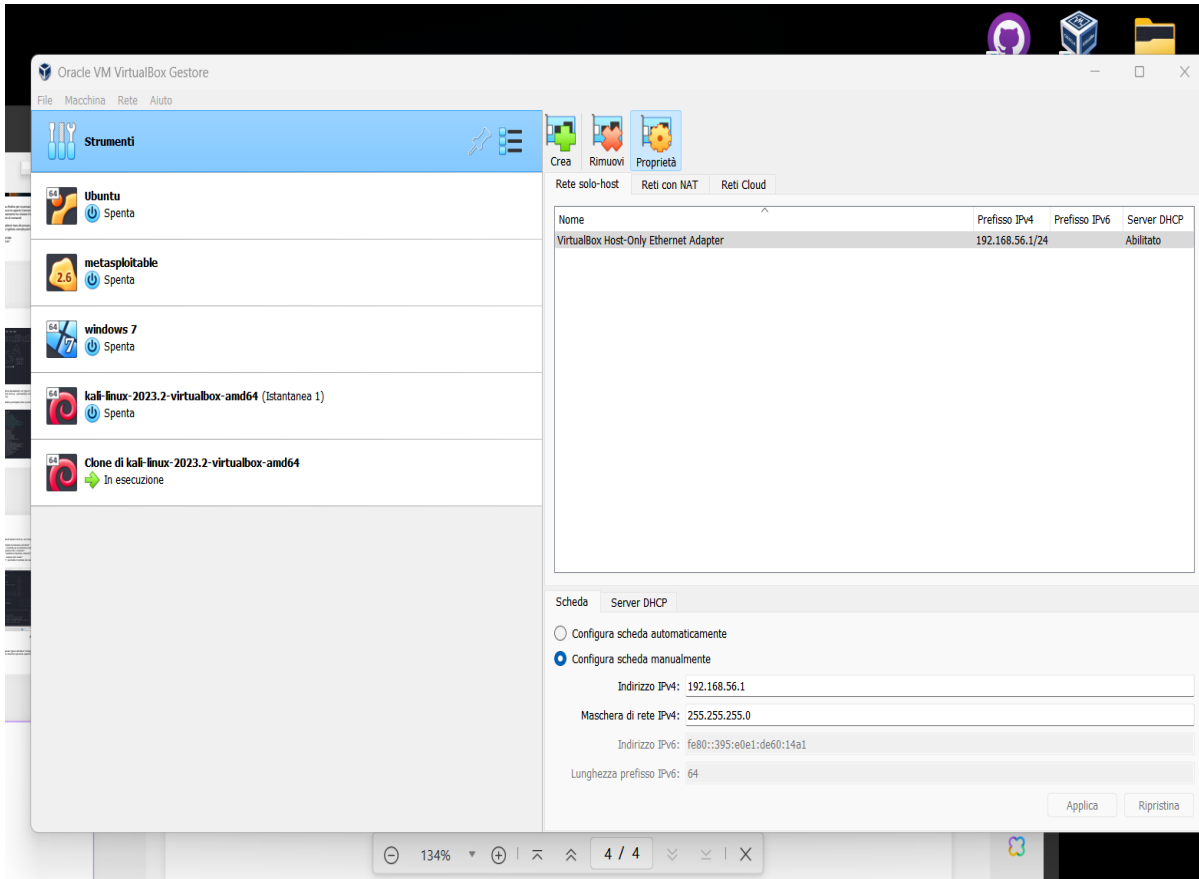 Oracle VM VirtualBox Gestore
File Macchina Rete Aiuto
Strumenti
64
Ubuntu
Spenta
2.6
metasploitable
Spenta
64
7
windows 7
Spenta
64
kali-linux-2023.2-virtualbox-amd64 (Istantanea 1)
Spenta
64
Clone di kali-linux-2023.2-virtualbox-amd64
In esecuzione
Crea Rimuovi Proprietà
Rete solo-host Reti con NAT Reti Cloud
Nome Prefisso IPv4 Prefisso IPv6 Server DHCP
VirtualBox Host-Only Ethernet Adapter 192.168.56.1/24 Abilitato
Scheda Server DHCP
Configura scheda automaticamente
Configura scheda manualmente
Indirizzo IPv4: 192.168.56.1
Maschera di rete IPv4: 255.255.255.0
Indirizzo IPv6: fe80::395:e0e1:de60:14a1
Lunghezza prefisso IPv6: 64
Applica Ripristina
134% 4 / 4